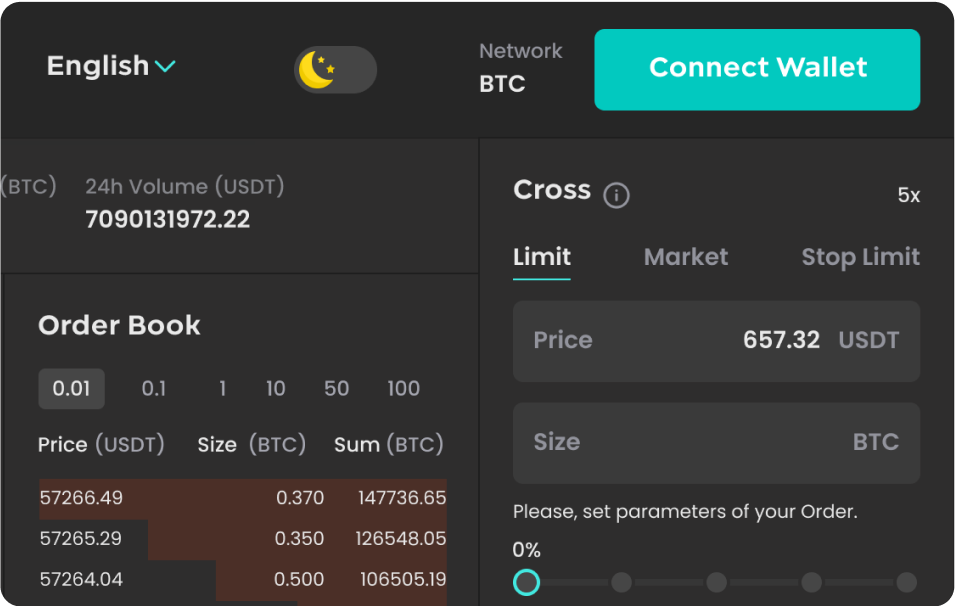 English
Network
BTC
Connect Wallet
(BTC) 24h Volume (USDT)
7090131972.22
Cross
5x
Limit Market Stop Limit
Price 657.32 USDT
Size BTC
Please, set parameters of your Order.
0%
Order Book
0.01 0.1 1 10 50 100
Price (USDT) Size (BTC) Sum (BTC)
57266.49 0.370 147736.65
57265.29 0.350 126548.05
57264.04 0.500 106505.19